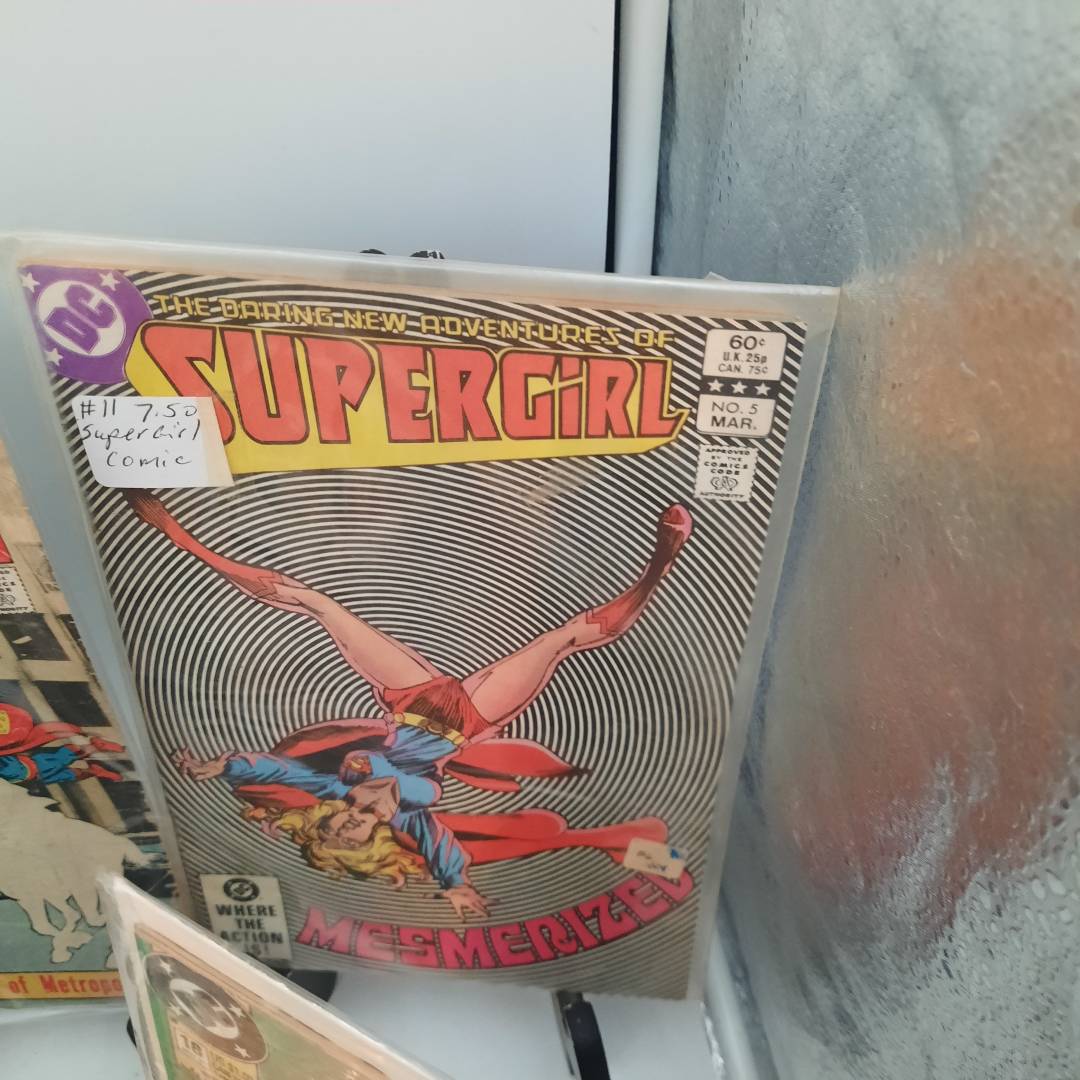 DC
THE DARING NEW ADVENTURES OF
SUPERGIRL
60¢
U.K. 25p
CAN. 75¢
NO. 5
MAR.
APPROVED
BY THE
COMICS
CODE
AUTHORITY
#11 7.50
SuperGirl
Comic
DC
WHERE
THE
ACTION
IS!
MESMERIZED
of Metropo
18